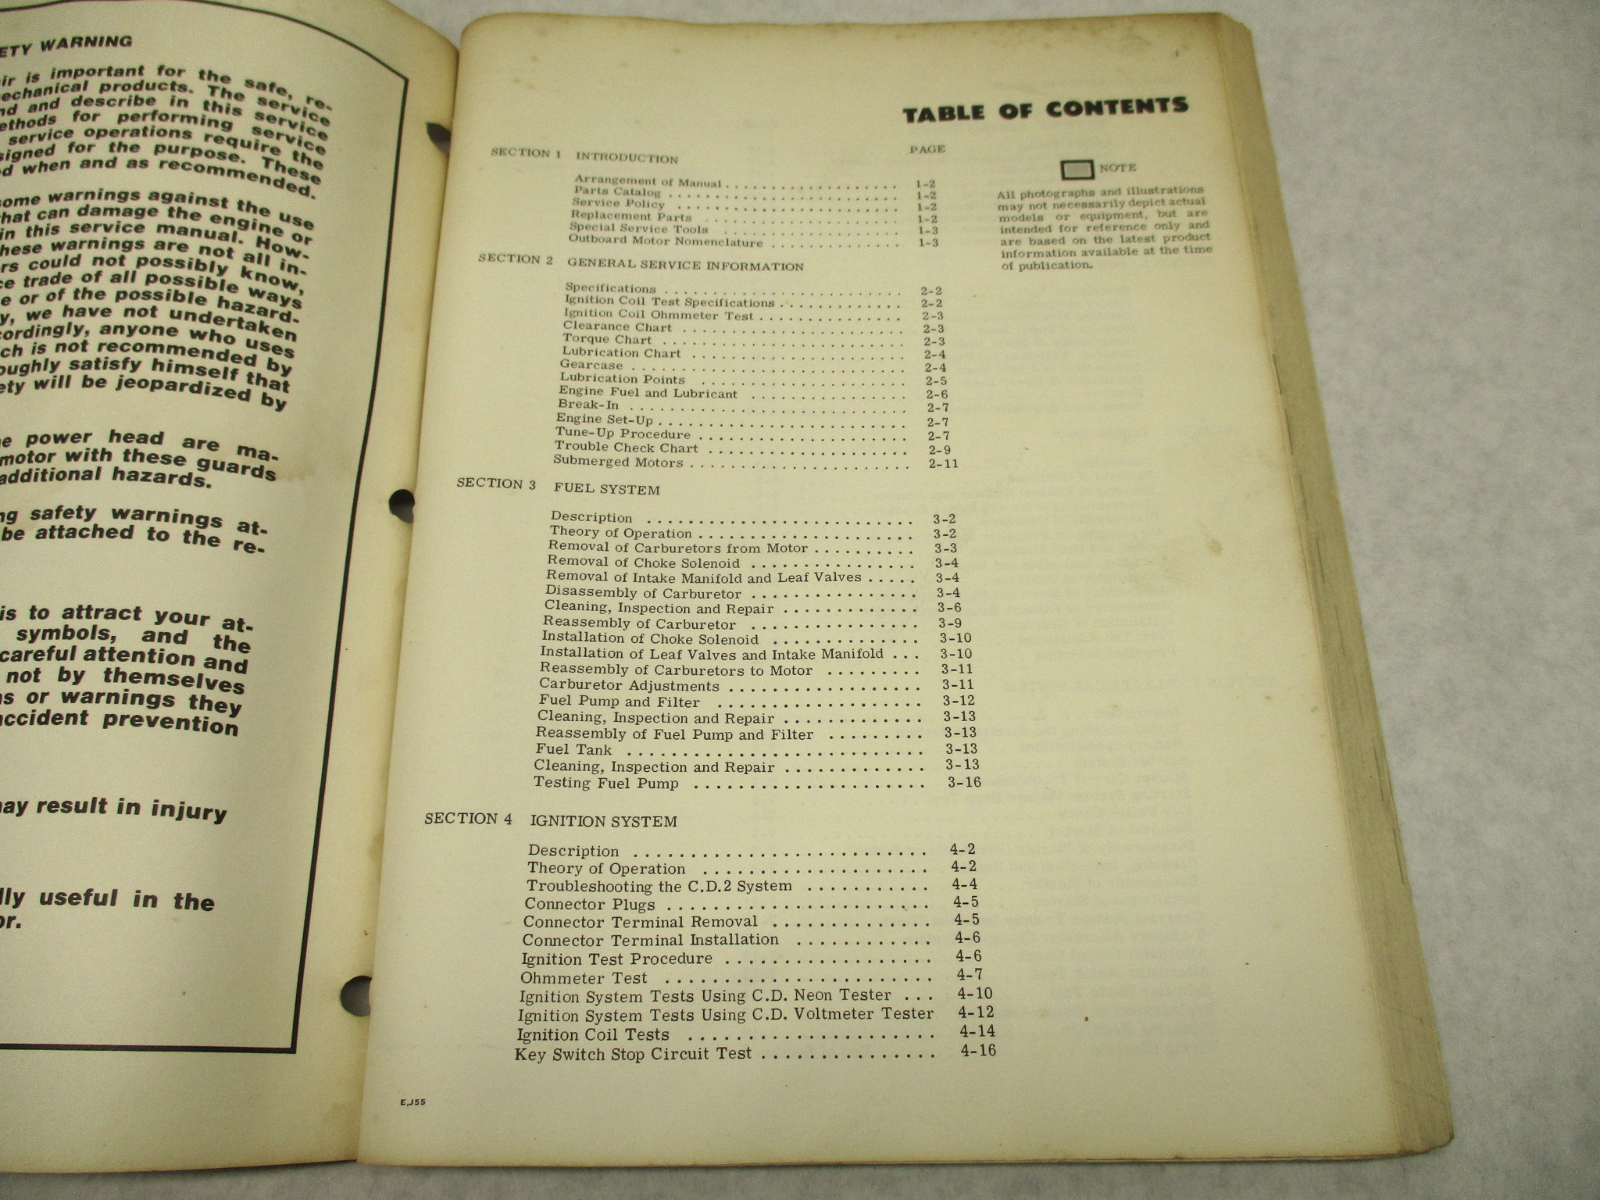 ETY WARNING
ir is important for the safe, re-
echanical products. The service
nd and describe in this service
ethods for performing service
service operations require the
signed for the purpose. These
d when and as recommended.
ome warnings against the use
hat can damage the engine or
in this service manual. How-
hese warnings are not all in-
rs could not possibly know,
ce trade of all possible ways
e or of the possible hazard-
y, we have not undertaken
cordingly, anyone who uses
ch is not recommended by
oughly satisfy himself that
ety will be jeopardized by
e power head are ma-
motor with these guards
additional hazards.
ng safety warnings at-
be attached to the re-
is to attract your at-
symbols, and the
careful attention and
not by themselves
ns or warnings they
accident prevention
ay result in injury
lly useful in the
or.
TABLE OF CONTENTS
PAGE
SECTION 1 INTRODUCTION
Arrangement of Manual . . . . . . . . . . . . . . . . . . 1-2
Parts Catalog . . . . . . . . . . . . . . . . . . . . . . . . 1-2
Service Policy . . . . . . . . . . . . . . . . . . . . . . . 1-2
Replacement Parts . . . . . . . . . . . . . . . . . . . . 1-2
Special Service Tools . . . . . . . . . . . . . . . . . . 1-3
Outboard Motor Nomenclature . . . . . . . . . . . . . 1-3
SECTION 2 GENERAL SERVICE INFORMATION
Specifications . . . . . . . . . . . . . . . . . . . . . . . . 2-2
Ignition Coil Test Specifications . . . . . . . . . . . . . 2-2
Ignition Coil Ohmmeter Test . . . . . . . . . . . . . . . 2-3
Clearance Chart . . . . . . . . . . . . . . . . . . . . . . 2-3
Torque Chart . . . . . . . . . . . . . . . . . . . . . . . . 2-3
Lubrication Chart . . . . . . . . . . . . . . . . . . . . . 2-4
Gearcase . . . . . . . . . . . . . . . . . . . . . . . . . . 2-4
Lubrication Points . . . . . . . . . . . . . . . . . . . . 2-5
Engine Fuel and Lubricant . . . . . . . . . . . . . . . . 2-6
Break-In . . . . . . . . . . . . . . . . . . . . . . . . . . 2-7
Engine Set-Up . . . . . . . . . . . . . . . . . . . . . . . 2-7
Tune-Up Procedure . . . . . . . . . . . . . . . . . . . . 2-7
Trouble Check Chart . . . . . . . . . . . . . . . . . . . 2-9
Submerged Motors . . . . . . . . . . . . . . . . . . . . 2-11
SECTION 3 FUEL SYSTEM
Description . . . . . . . . . . . . . . . . . . . . . . . . . 3-2
Theory of Operation . . . . . . . . . . . . . . . . . . . . 3-2
Removal of Carburetors from Motor . . . . . . . . . . 3-3
Removal of Choke Solenoid . . . . . . . . . . . . . . . 3-4
Removal of Intake Manifold and Leaf Valves . . . . . 3-4
Disassembly of Carburetor . . . . . . . . . . . . . . . 3-4
Cleaning, Inspection and Repair . . . . . . . . . . . . 3-6
Reassembly of Carburetor . . . . . . . . . . . . . . . 3-9
Installation of Choke Solenoid . . . . . . . . . . . . . 3-10
Installation of Leaf Valves and Intake Manifold . . . 3-10
Reassembly of Carburetors to Motor . . . . . . . . 3-11
Carburetor Adjustments . . . . . . . . . . . . . . . . . 3-11
Fuel Pump and Filter . . . . . . . . . . . . . . . . . . 3-12
Cleaning, Inspection and Repair . . . . . . . . . . . . 3-13
Reassembly of Fuel Pump and Filter . . . . . . . . . 3-13
Fuel Tank . . . . . . . . . . . . . . . . . . . . . . . . . . 3-13
Cleaning, Inspection and Repair . . . . . . . . . . . . 3-13
Testing Fuel Pump . . . . . . . . . . . . . . . . . . . . 3-16
SECTION 4 IGNITION SYSTEM
Description . . . . . . . . . . . . . . . . . . . . . . . . . . 4-2
Theory of Operation . . . . . . . . . . . . . . . . . . . . 4-2
Troubleshooting the C.D.2 System . . . . . . . . . . . 4-4
Connector Plugs . . . . . . . . . . . . . . . . . . . . . . 4-5
Connector Terminal Removal . . . . . . . . . . . . . . 4-5
Connector Terminal Installation . . . . . . . . . . . . 4-6
Ignition Test Procedure . . . . . . . . . . . . . . . . . . 4-6
Ohmmeter Test . . . . . . . . . . . . . . . . . . . . . . . 4-7
Ignition System Tests Using C.D. Neon Tester . . . 4-10
Ignition System Tests Using C.D. Voltmeter Tester 4-12
Ignition Coil Tests . . . . . . . . . . . . . . . . . . . . . 4-14
Key Switch Stop Circuit Test . . . . . . . . . . . . . . . 4-16
NOTE
All photographs and illustrations
may not necessarily depict actual
models or equipment, but are
intended for reference only and
are based on the latest product
information available at the time
of publication.
EJ55